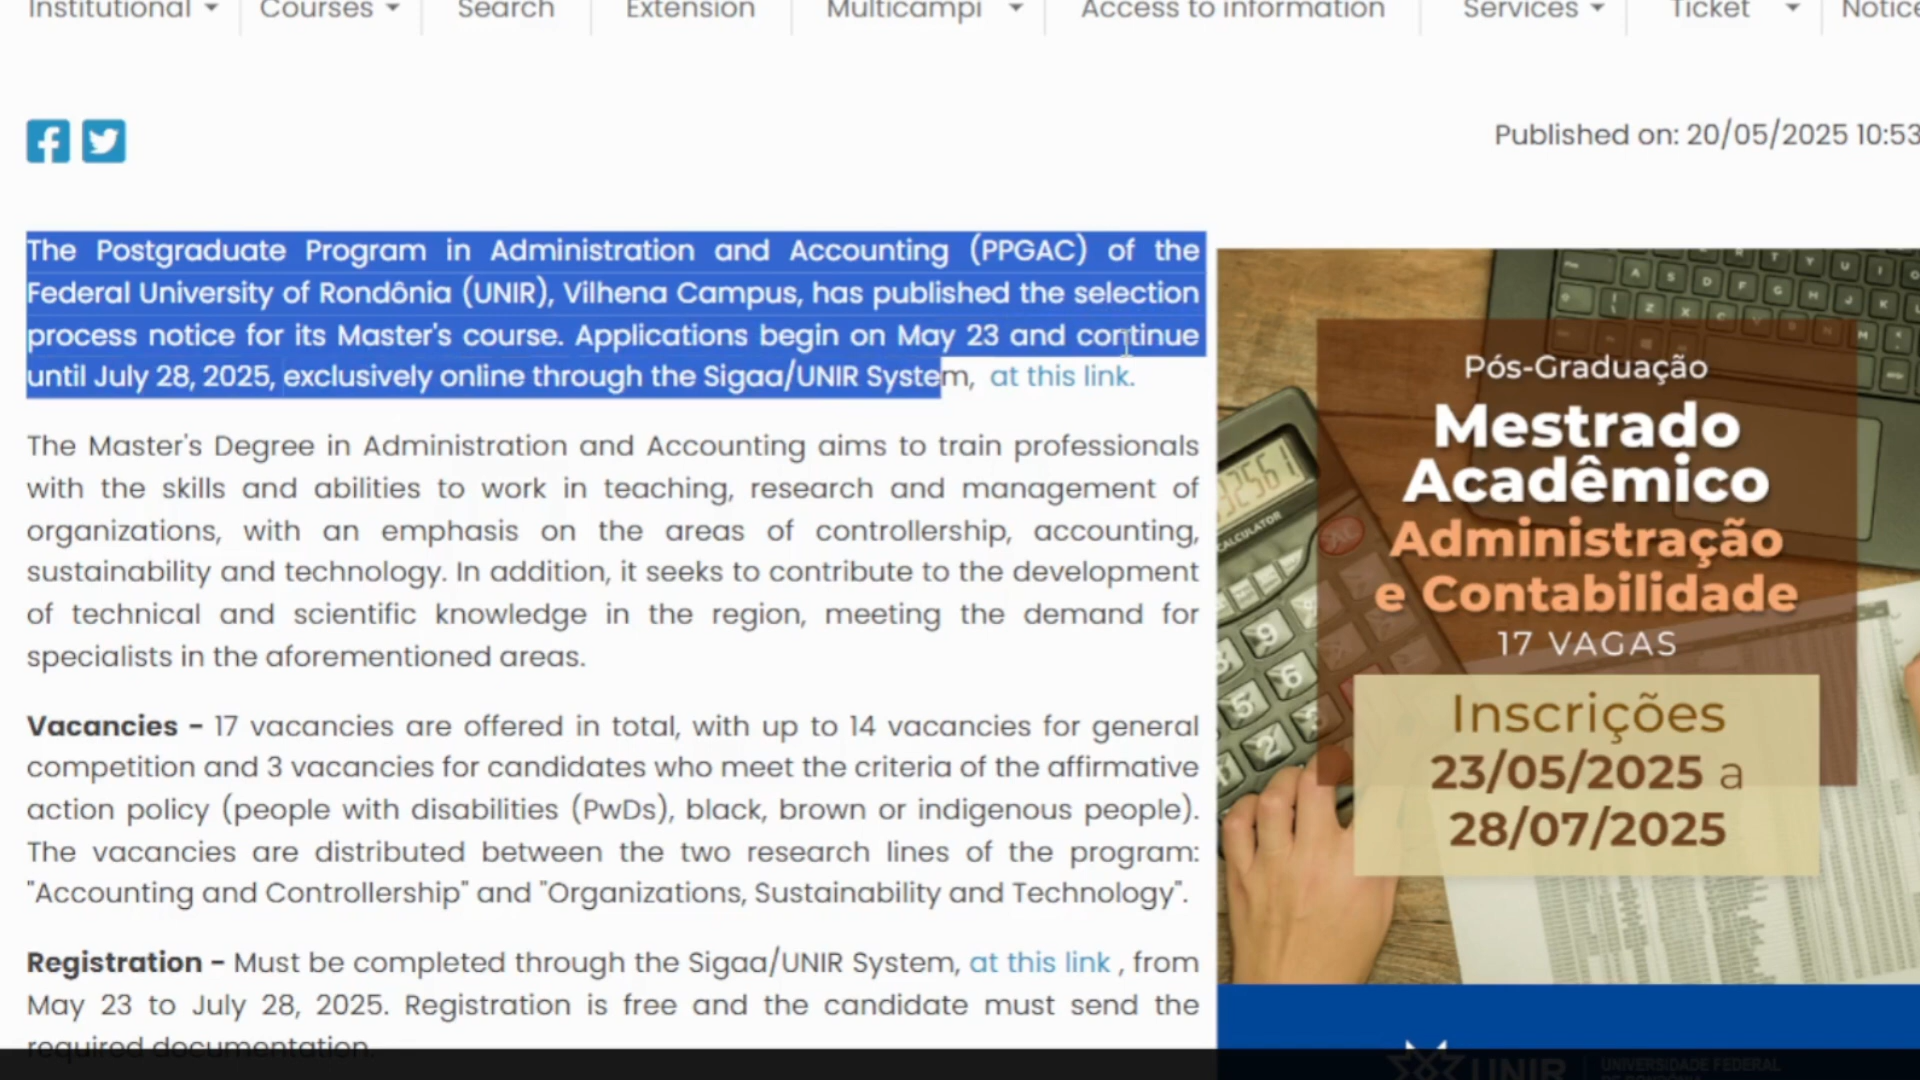 Institutional Courses Search Extension Multicampi Access to information Services Ticket
Published on: 20/05/2025 10:53
The Postgraduate Program in Administration and Accounting (PPGAC) of the
Federal University of Rondônia (UNIR), Vilhena Campus, has published the selection
process notice for its Master's course. Applications begin on May 23 and continue
until July 28, 2025, exclusively online through the Sigaa/UNIR System, at this link.
The Master's Degree in Administration and Accounting aims to train professionals
with the skills and abilities to work in teaching, research and management of
organizations, with an emphasis on the areas of controllership, accounting,
sustainability and technology. In addition, it seeks to contribute to the development
of technical and scientific knowledge in the region, meeting the demand for
specialists in the aforementioned areas.
Vacancies – 17 vacancies are offered in total, with up to 14 vacancies for general
competition and 3 vacancies for candidates who meet the criteria of the affirmative
action policy (people with disabilities (PwDs), black, brown or indigenous people).
The vacancies are distributed between the two research lines of the program:
"Accounting and Controllership" and "Organizations, Sustainability and Technology".
Registration – Must be completed through the Sigaa/UNIR System, at this link , from
May 23 to July 28, 2025. Registration is free and the candidate must send the
required documentation.
Pós-Graduação
Mestrado
Acadêmico
Administração
e Contabilidade
17 VAGAS
Inscrições
23/05/2025 a
28/07/2025
CALCULATOR
UNIR
UNIVERSIDADE FEDERAL